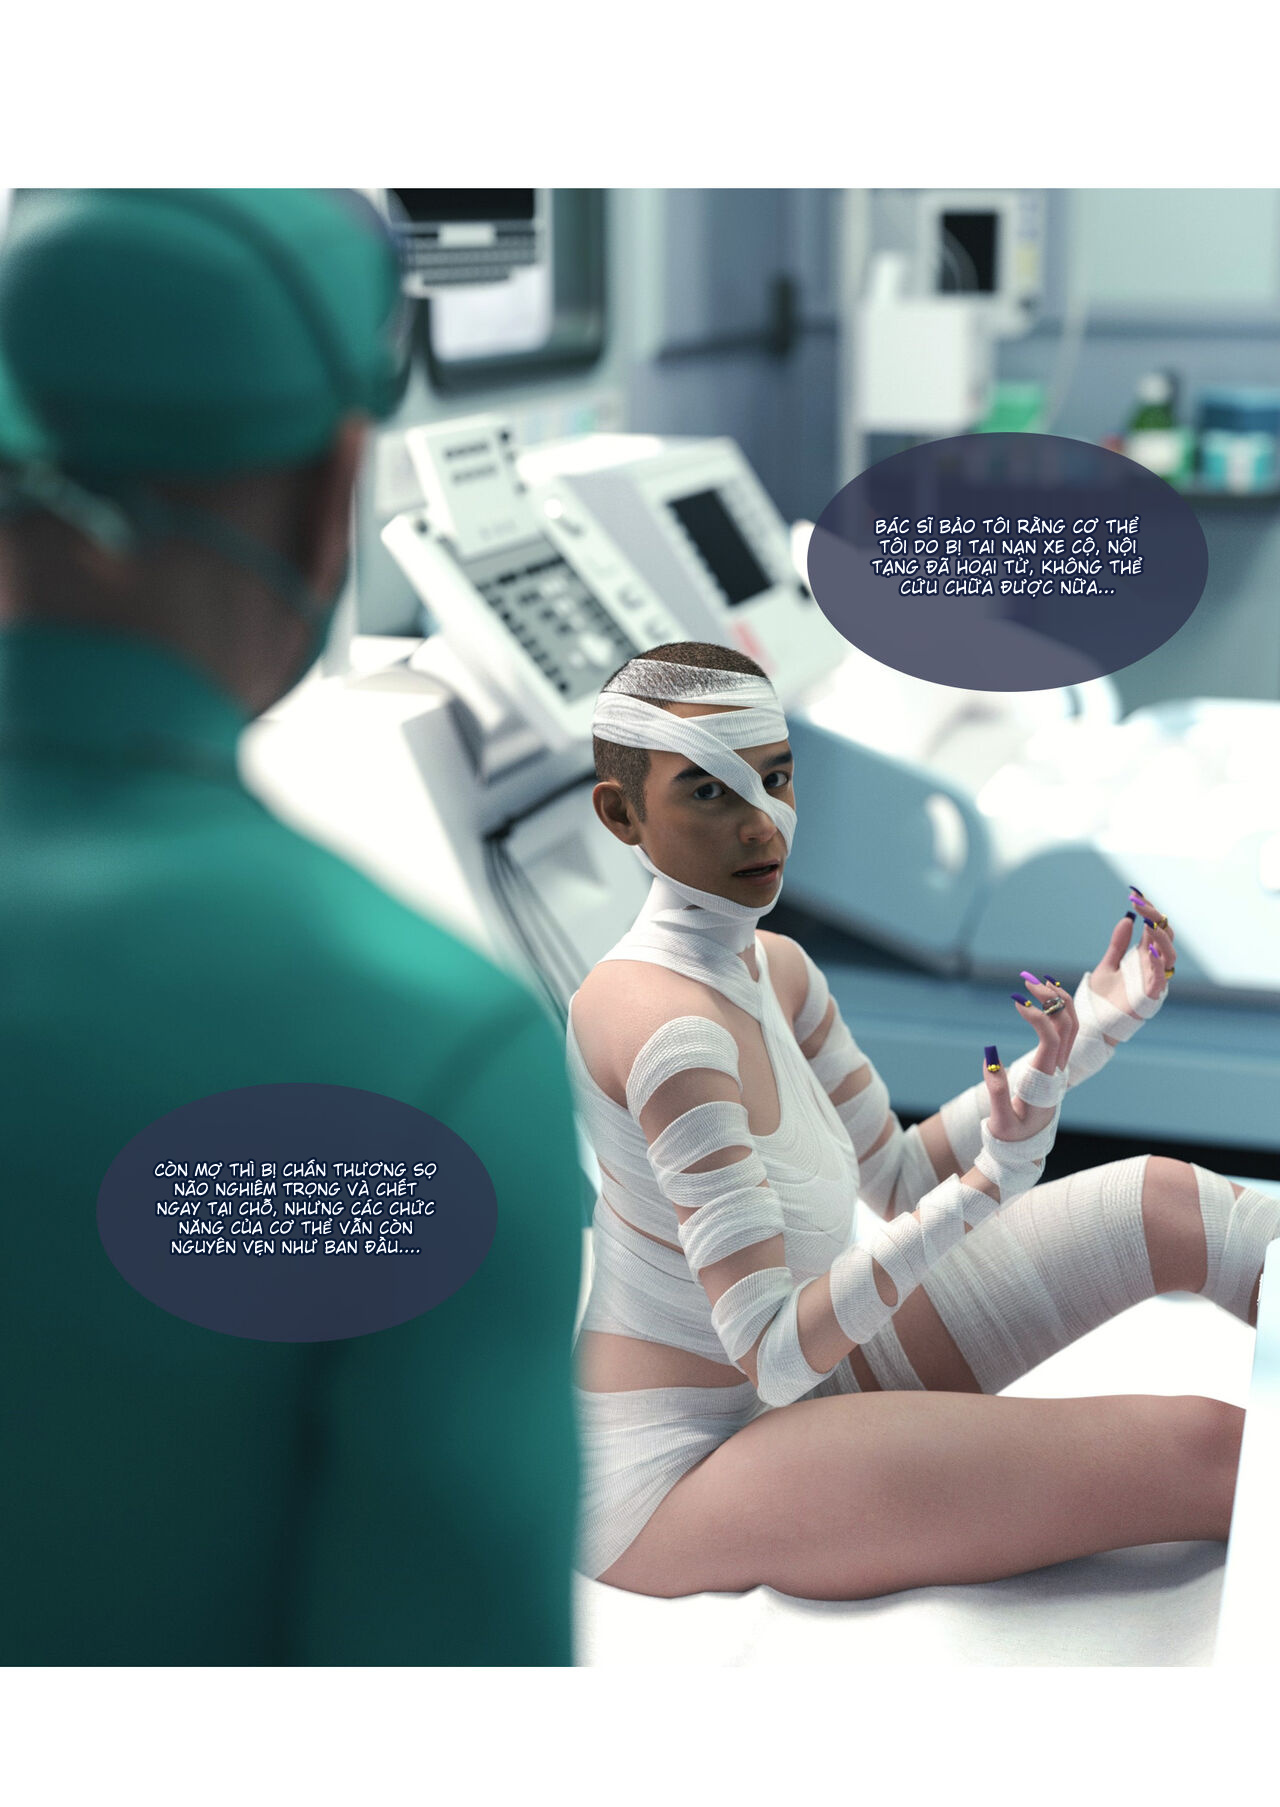 BÁC SĨ BẢO TÔI RẰNG CƠ THỂ
TÔI DO BỊ TAI NẠN XE CỘ, NỘI
TẠNG ĐÃ HOẠI TỬ, KHÔNG THỂ
CỨU CHỮA ĐƯỢC NỮA...
CÒN MỢ THÌ BỊ CHẤN THƯƠNG SỌ
NÃO NGHIÊM TRỌNG VÀ CHẾT
NGAY TẠI CHỖ, NHƯNG CÁC CHỨC
NĂNG CỦA CƠ THỂ VẪN CÒN
NGUYÊN VẸN NHƯ BAN ĐẦU....